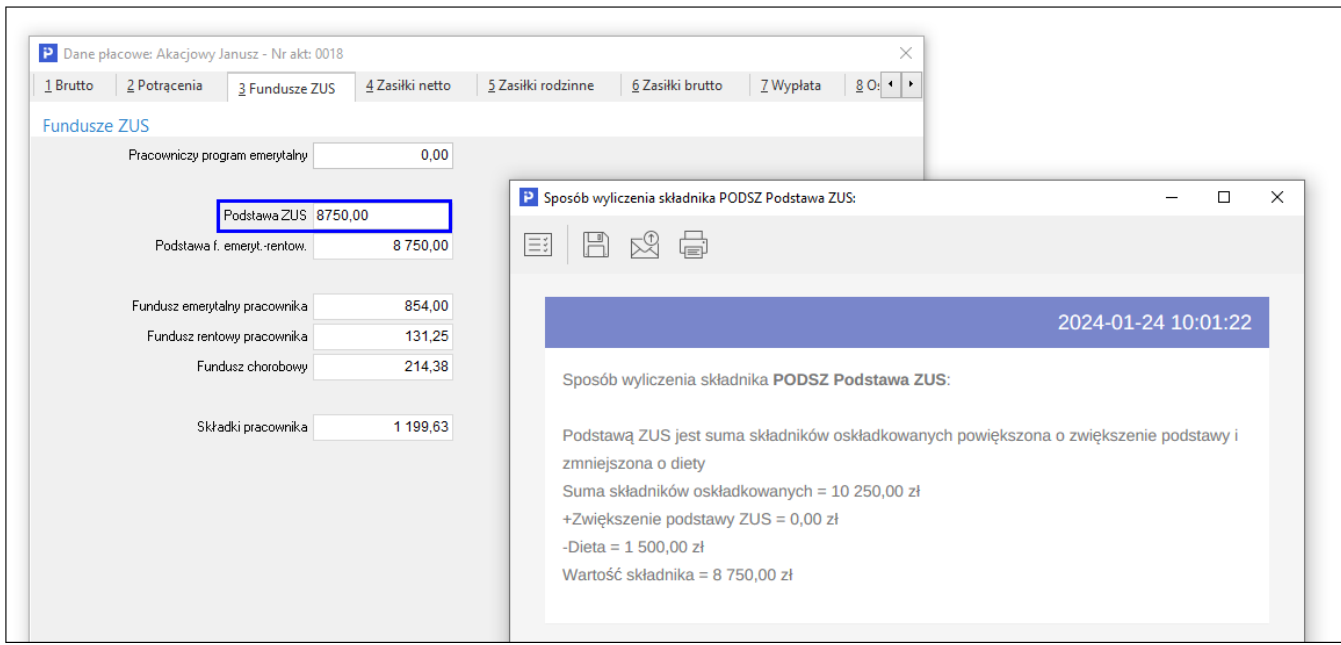 Dane płacowe: Akacjowy Janusz - Nr akt: 0018
1 Brutto 2 Potrącenia 3 Fundusze ZUS 4 Zasiłki netto 5 Zasiłki rodzinne 6 Zasiłki brutto 7 Wypłata 8 O
Fundusze ZUS
Pracowniczy program emerytalny 0,00
Podstawa ZUS 8750,00
Podstawa f. emeryt.-rentow. 8 750,00
Fundusz emerytalny pracownika 854,00
Fundusz rentowy pracownika 131,25
Fundusz chorobowy 214,38
Składki pracownika 1 199,63
Sposób wyliczenia składnika PODSZ Podstawa ZUS:
2024-01-24 10:01:22
Sposób wyliczenia składnika PODSZ Podstawa ZUS:
Podstawą ZUS jest suma składników oskładkowanych powiększona o zwiększenie podstawy i
zmniejszona o diety
Suma składników oskładkowanych = 10 250,00 zł
+Zwiększenie podstawy ZUS = 0,00 zł
-Dieta = 1 500,00 zł
Wartość składnika = 8 750,00 zł